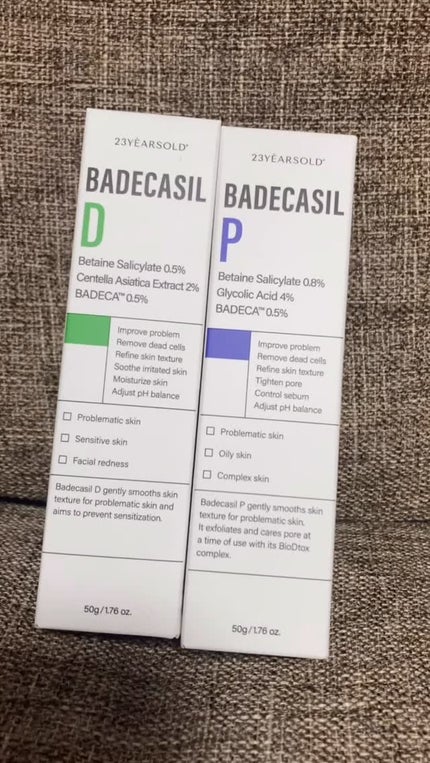 23YEARSOLD®
BADECASIL
D
Betaine Salicylate 0.5%
Centella Asiatica Extract 2%
BADECA™ 0.5%
Improve problem
Remove dead cells
Refine skin texture
Soothe irritated skin
Moisturize skin
Adjust pH balance
Problematic skin
Sensitive skin
Facial redness
Badecasil D gently smooths skin
texture for problematic skin and
aims to prevent sensitization.
50g/1.76 oz.
23YEARSOLD®
BADECASIL
P
Betaine Salicylate 0.8%
Glycolic Acid 4%
BADECA™ 0.5%
Improve problem
Remove dead cells
Refine skin texture
Tighten pore
Control sebum
Adjust pH balance
Problematic skin
Oily skin
Complex skin
Badecasil P gently smooths skin
texture for problematic skin.
It exfoliates and cares pore at
a time of use with its BioDtox
complex.
50g/1.76 oz.